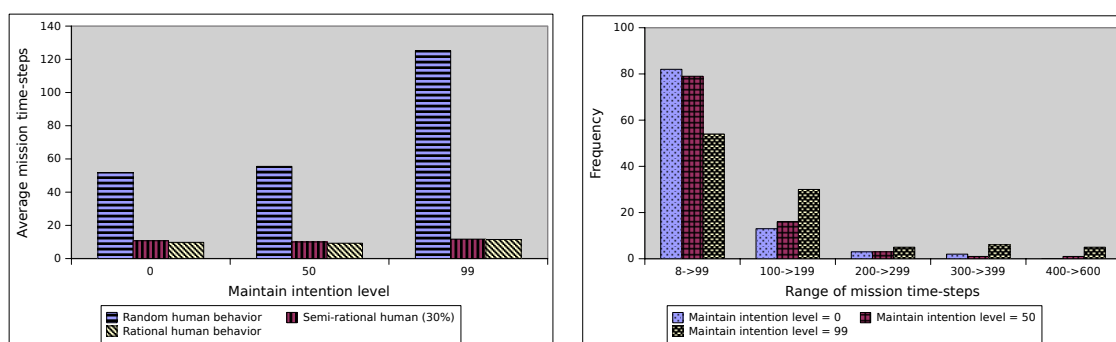 140
120
100
80
60
40
20
0
Average mission time-steps
0 50 99
Maintain intention level
Random human behavior Semi-rational human (30%)
Rational human behavior
100
80
60
40
20
0
Frequency
8->99 100->199 200->299 300->399 400->600
Range of mission time-steps
Maintain intention level = 0 Maintain intention level = 50
Maintain intention level = 99